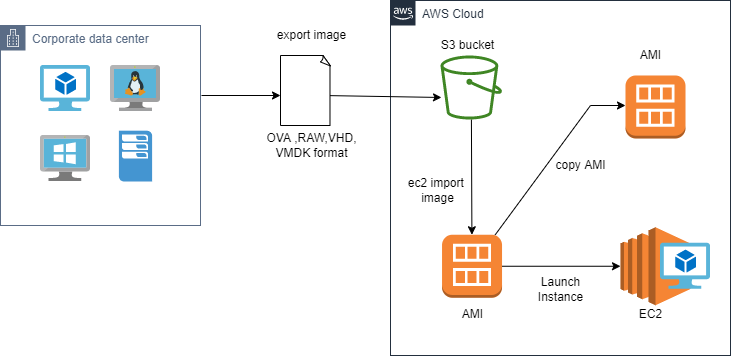 Corporate data center
export image
OVA ,RAW,VHD,
VMDK format
aws
AWS Cloud
S3 bucket
AMI
ec2 import
image
copy AMI
AMI
Launch
Instance
EC2